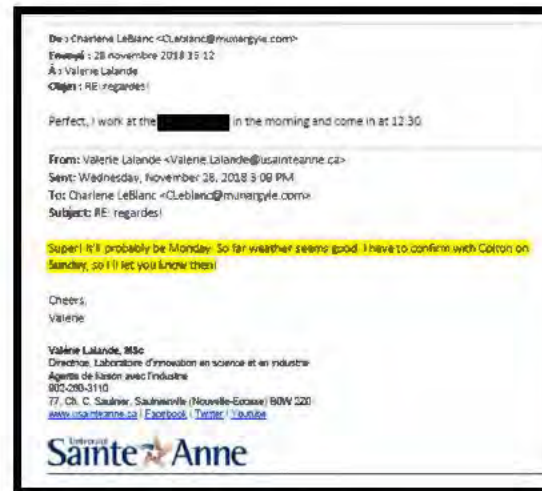 De : Charlene LeBlanc <CLeblanc@munargyle.com>
Envoyé : 28 novembre 2018 15:12
À : Valerie Lalande
Objet : RE: regardes!
Perfect, I work at the in the morning and come in at 12:30
From: Valerie Lalande <Valerie.Lalande@usainteanne.ca>
Sent: Wednesday, November 28, 2018 3:09 PM
To: Charlene LeBlanc <CLeblanc@munargyle.com>
Subject: RE: regardes!
Super! It'll probably be Monday. So far weather seems good. I have to confirm with Colton on
Sunday, so I'll let you know then!
Cheers,
Valerie
Valérie Lalande, MSc
Directrice, Laboratoire d'innovation en science et en industrie
Agente de liaison avec l'industrie
902-260-3110
77, Ch. C. Saulnier, Saulnierville (Nouvelle-Écosse) B0W 2Z0
www.usainteanne.ca | Facebook | Twitter | Youtube
Université
Sainte Anne